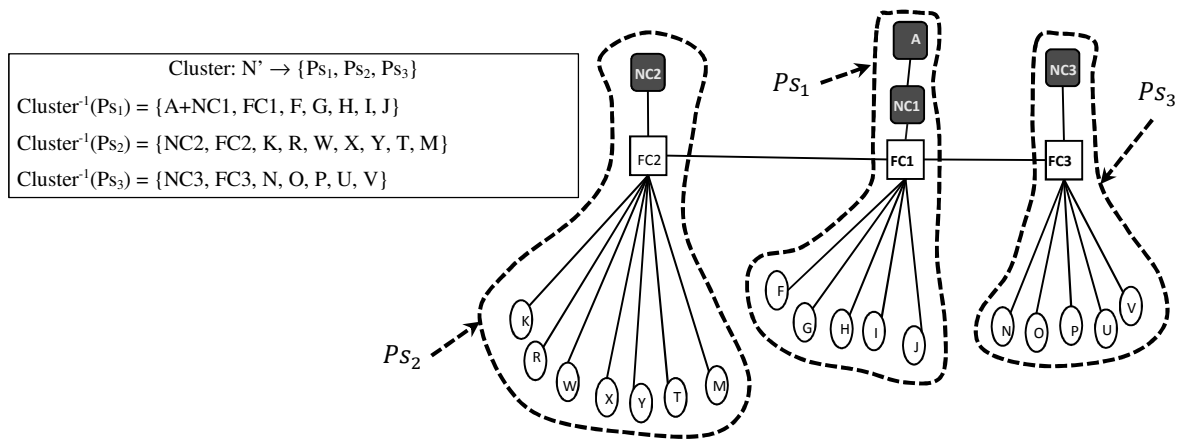 Cluster: N’ → {Ps₁, Ps₂, Ps₃}
Cluster⁻¹(Ps₁) = {A+NC1, FC1, F, G, H, I, J}
Cluster⁻¹(Ps₂) = {NC2, FC2, K, R, W, X, Y, T, M}
Cluster⁻¹(Ps₃) = {NC3, FC3, N, O, P, U, V}
A
NC2
NC3
Ps₁
Ps₃
NC1
FC2
FC1
FC3
F
V
K
G
H
I
J
N
O
P
U
Ps₂
R
W
X
Y
T
M